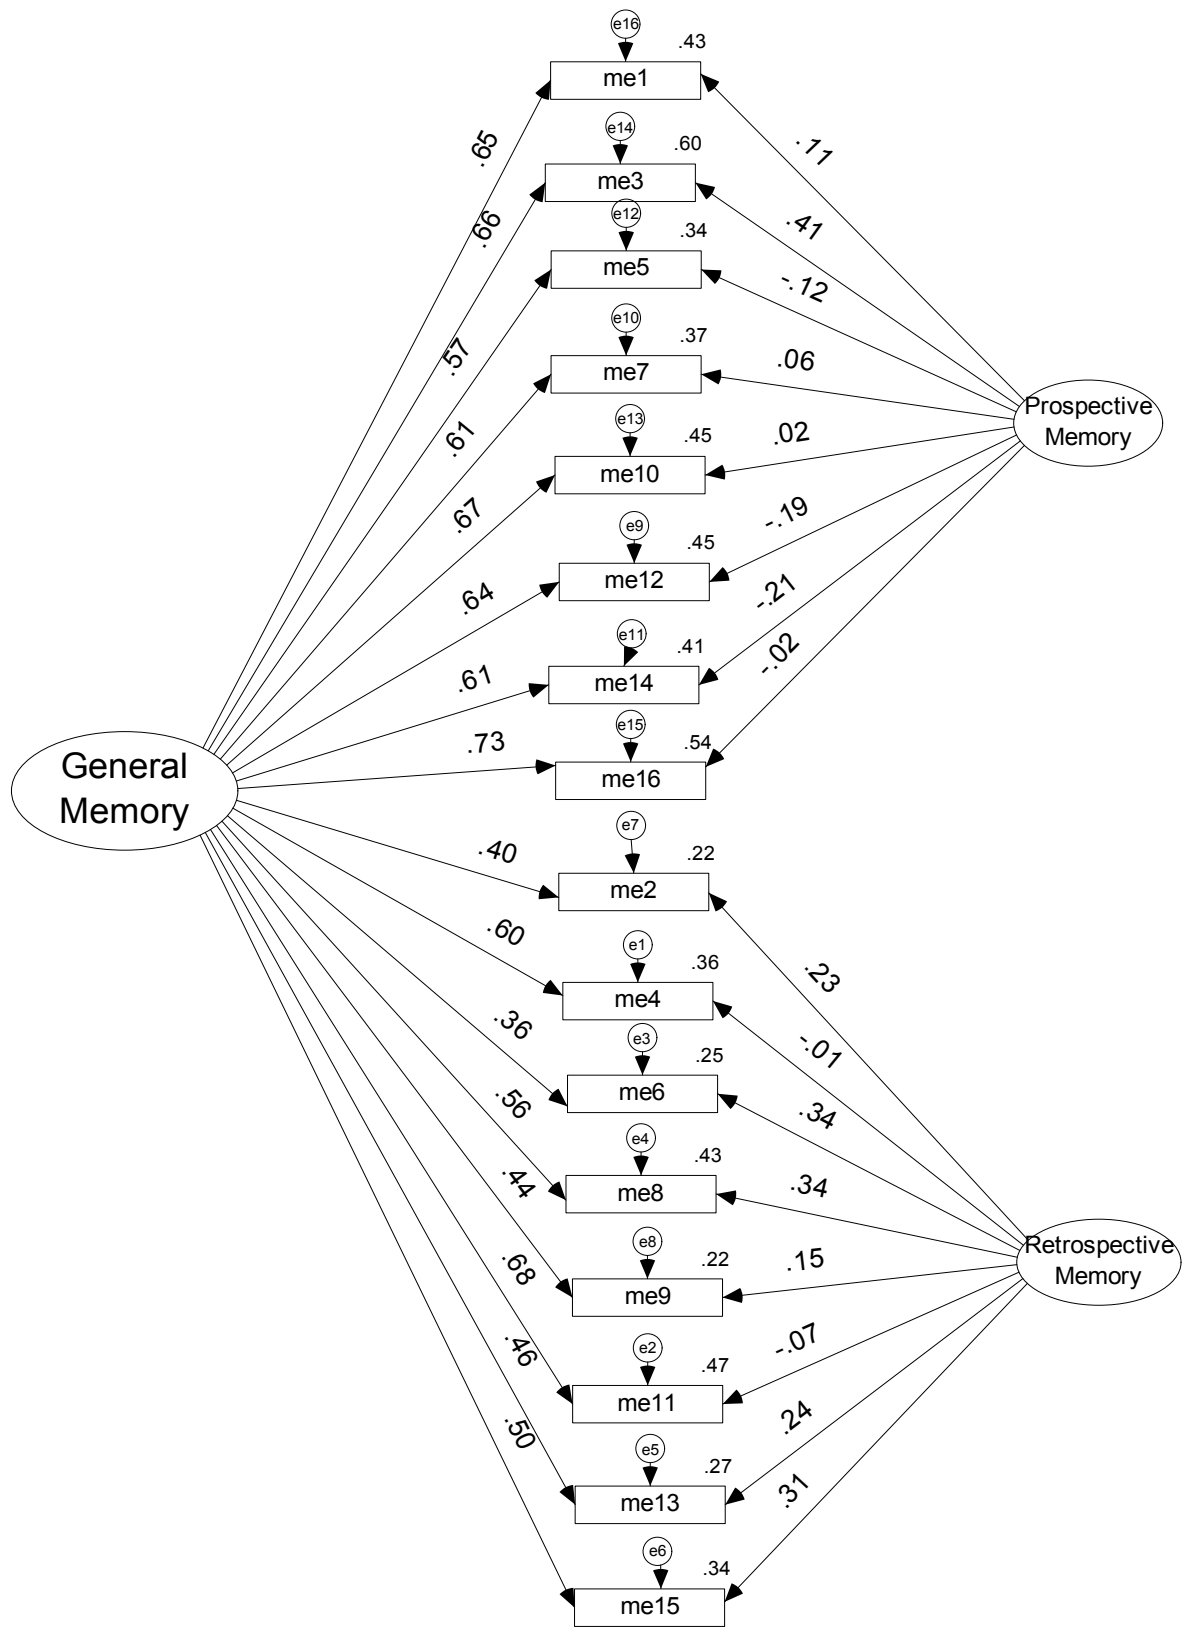 e16
.43
me1
.65
.11
e14
.60
me3
.66
.41
e12
.34
me5
.57
-.12
e10
.37
me7
.61
.06
e13
.45
me10
.67
.02
e9
.45
me12
.64
-.19
e11
.41
me14
.61
-.21
e15
.54
me16
.73
-.02
Prospective
Memory
General
Memory
e7
.22
me2
.40
.23
e1
.36
me4
.60
-.01
e3
.25
me6
.36
.34
e4
.43
me8
.56
.34
e8
.22
me9
.44
.15
e2
.47
me11
.68
-.07
e5
.27
me13
.46
.24
e6
.34
me15
.50
.31
Retrospective
Memory